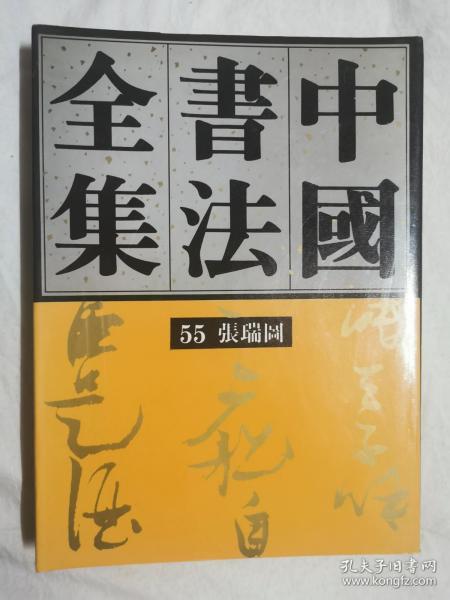 中國
書法
全集
55 張瑞圖
孔夫子旧书网
www.kongfz.com